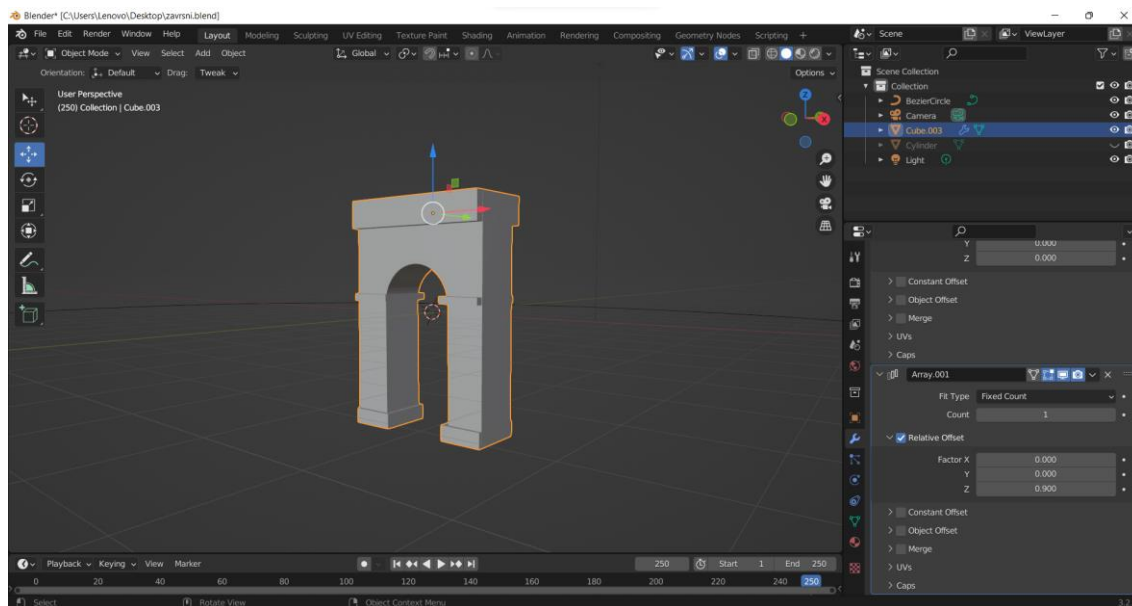 Blender* [C:\Users\Lenovo\Desktop\zavrsni.blend]
File Edit Render Window Help Layout Modeling Sculpting UV Editing Texture Paint Shading Animation Rendering Compositing Geometry Nodes Scripting + Scene ViewLayer
Object Mode View Select Add Object Global
Orientation: Default Drag: Tweak Options
User Perspective
(250) Collection | Cube.003
Z
X
Scene Collection
Collection
BezierCircle
Camera
Cube.003
Cylinder
Light
Y 0.000
Z 0.000
Constant Offset
Object Offset
Merge
UVs
Caps
Array.001
Fit Type Fixed Count
Count 1
Relative Offset
Factor X 0.000
Y 0.000
Z 0.900
Constant Offset
Object Offset
Merge
UVs
Caps
Playback Keying View Marker 250 Start 1 End 250
0 20 40 60 80 100 120 140 160 180 200 220 240 250
Select Rotate View Object Context Menu 3.2